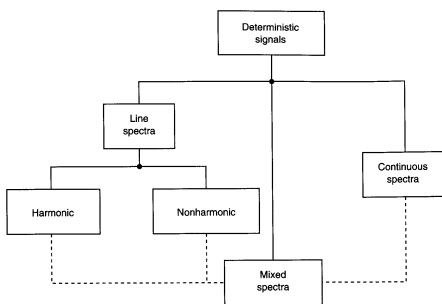 Deterministic
signals
Line
spectra
Continuous
spectra
Harmonic
Nonharmonic
Mixed
spectra